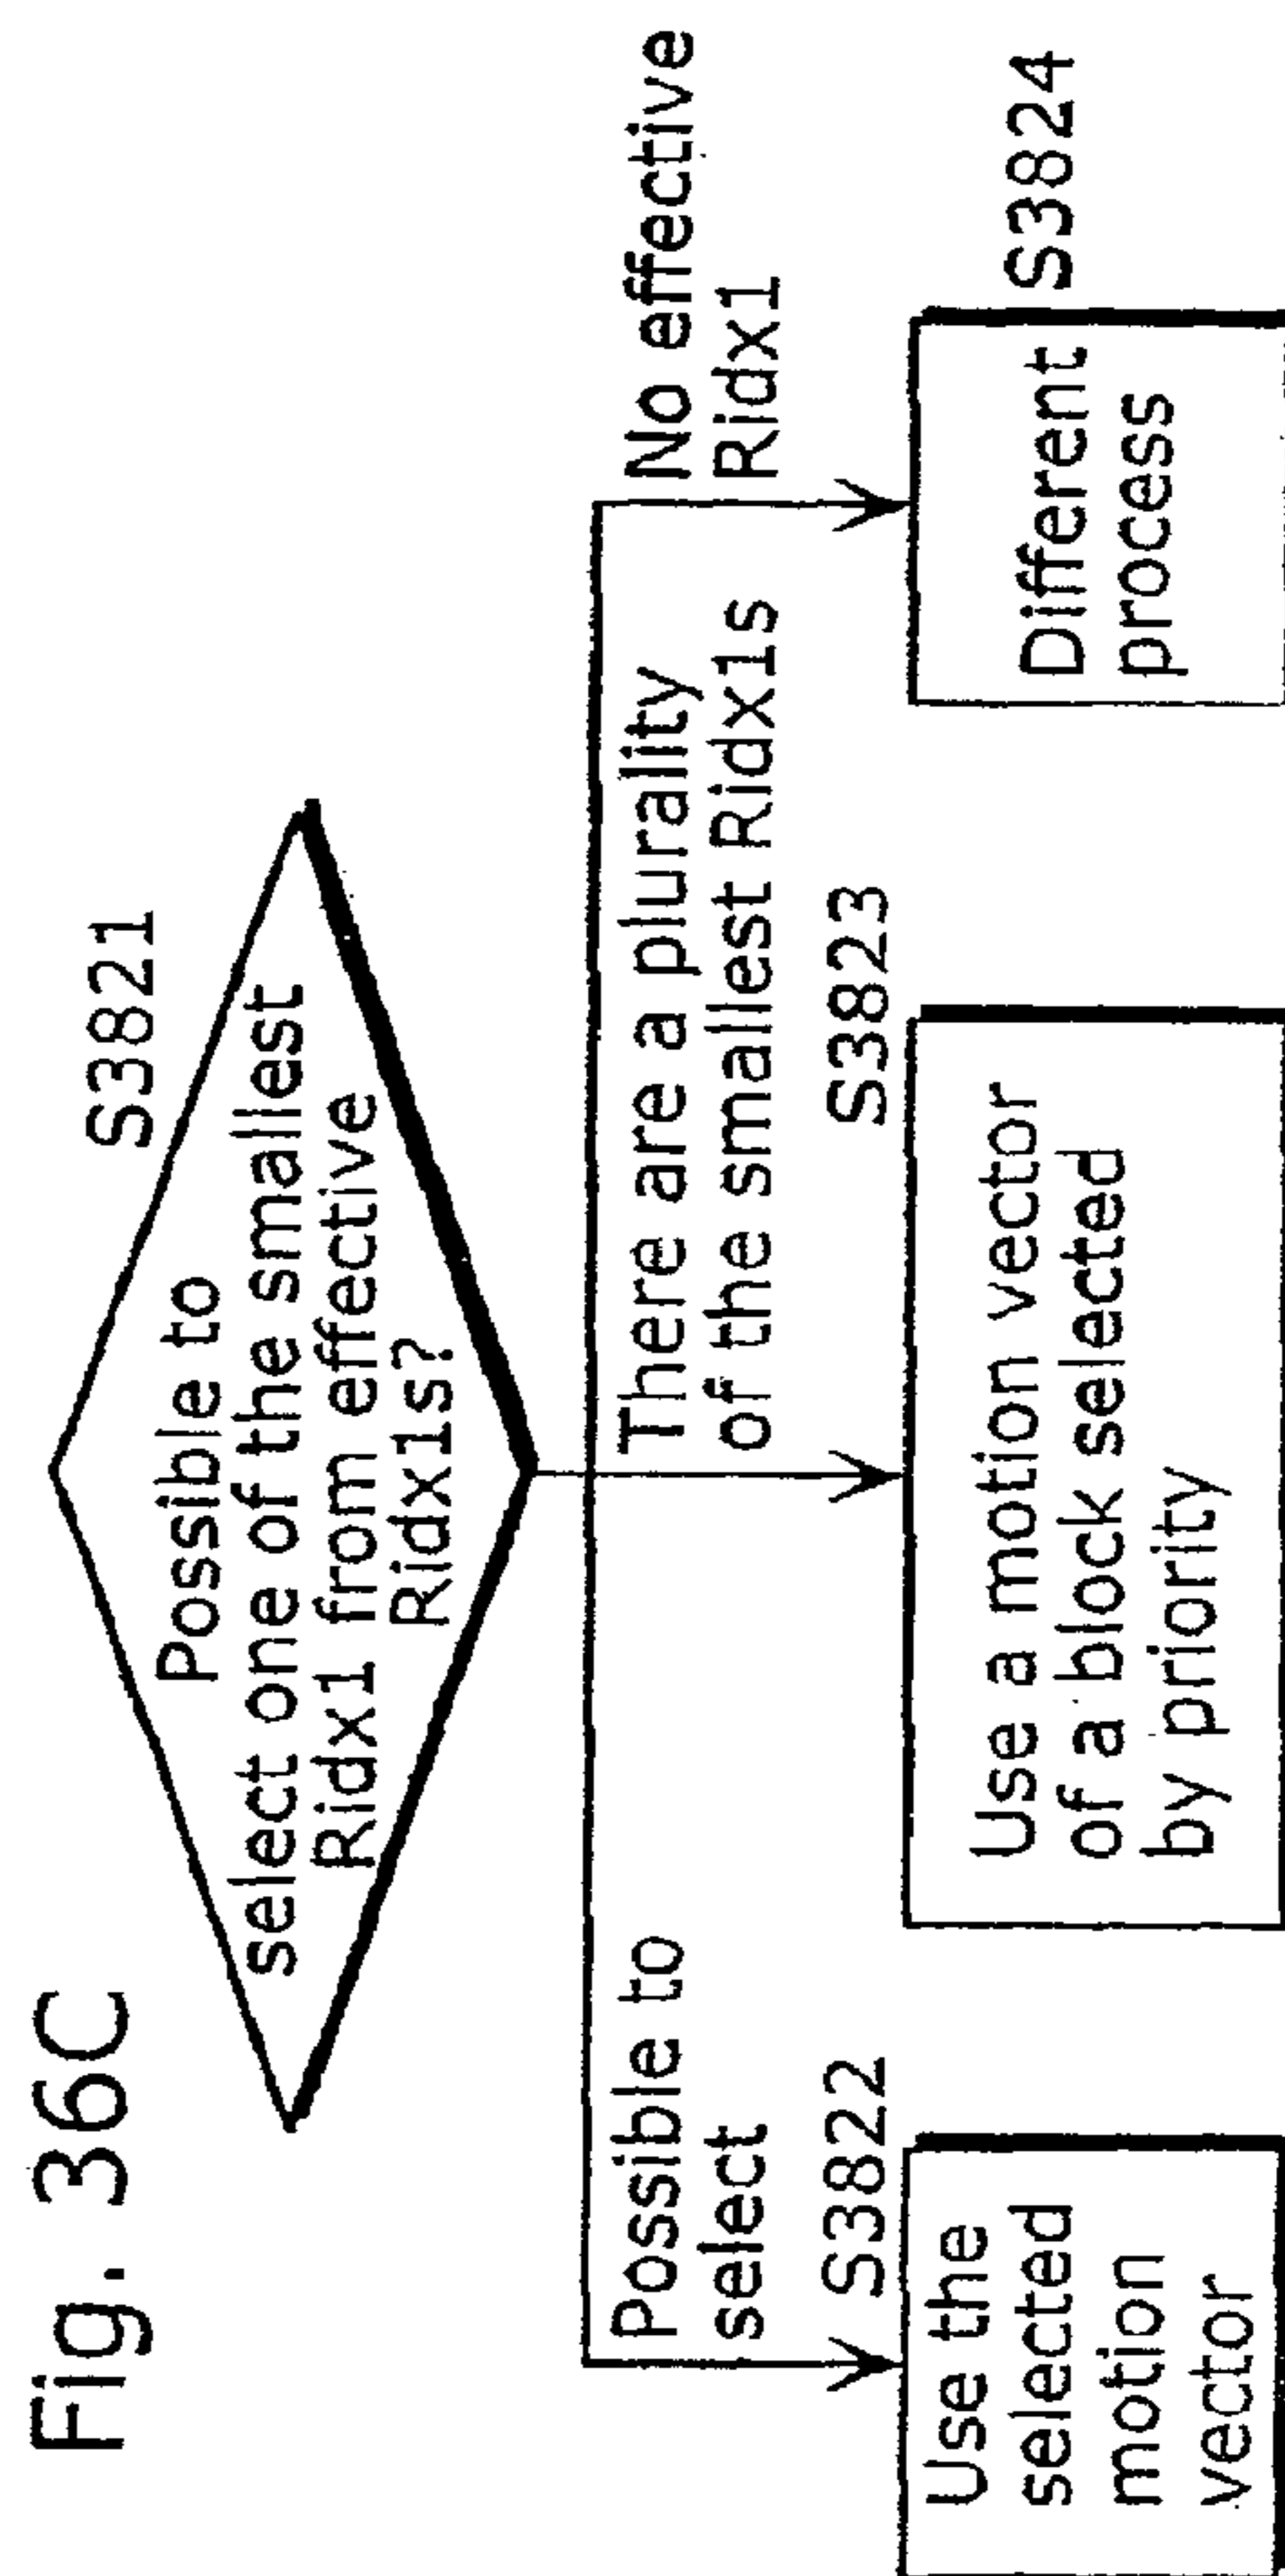 Fig. 36C
S3821
Possible to
select one of the smallest
Ridx1 from effective
Ridx1s?
Possible to
select
There are a plurality
of the smallest Ridx1s
No effective
Ridx1
S3822
Use the
selected
motion
vector
S3823
Use a motion vector
of a block selected
by priority
S3824
Different
process